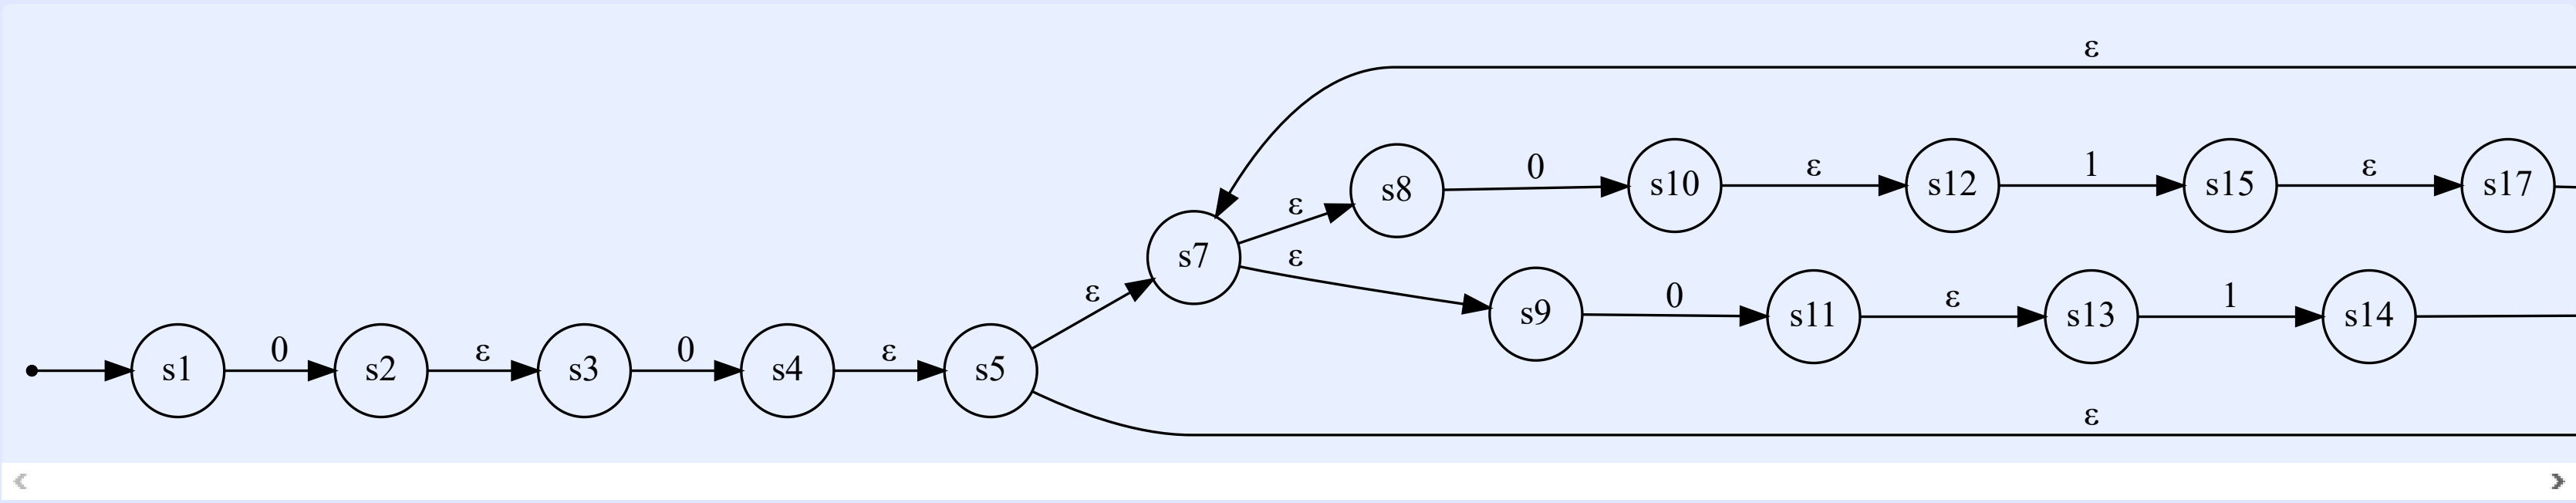 ε
0 ε 1 ε
s8 s10 s12 s15 s17
ε
s7 ε
ε 0 ε 1
s9 s11 s13 s14
0 ε 0 ε
s1 s2 s3 s4 s5
ε